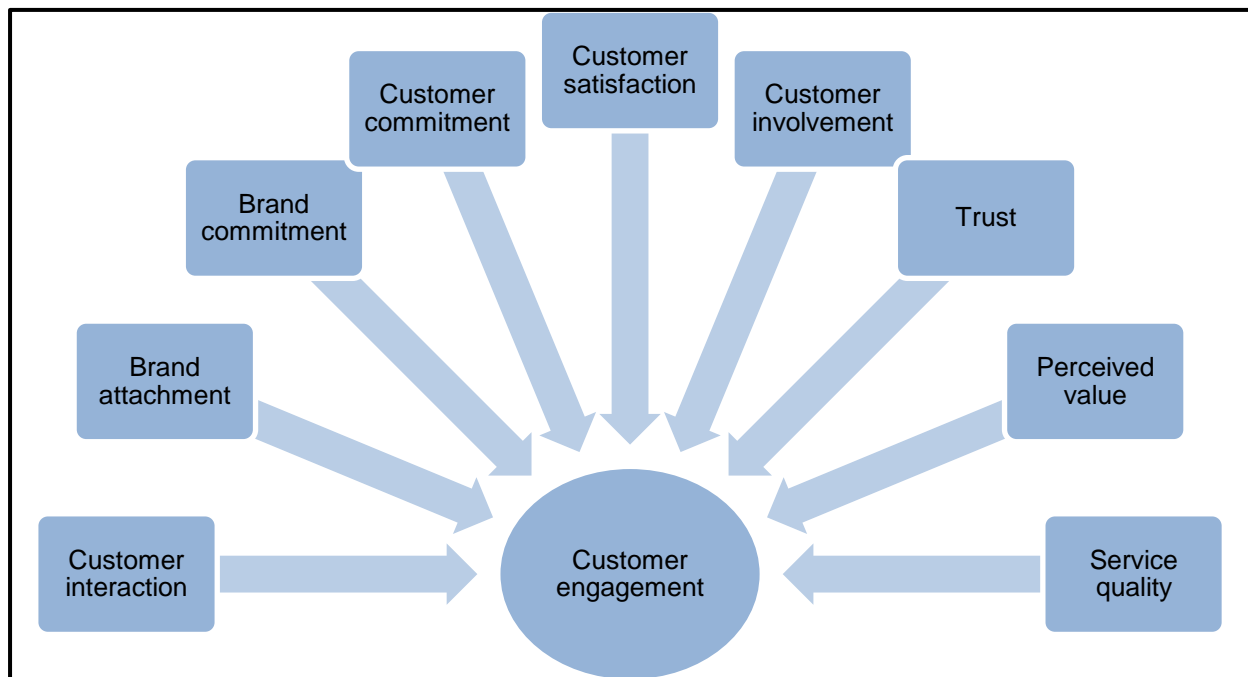 Customer
satisfaction
Customer
commitment
Customer
involvement
Brand
commitment
Trust
Brand
attachment
Perceived
value
Customer
interaction
Customer
engagement
Service
quality